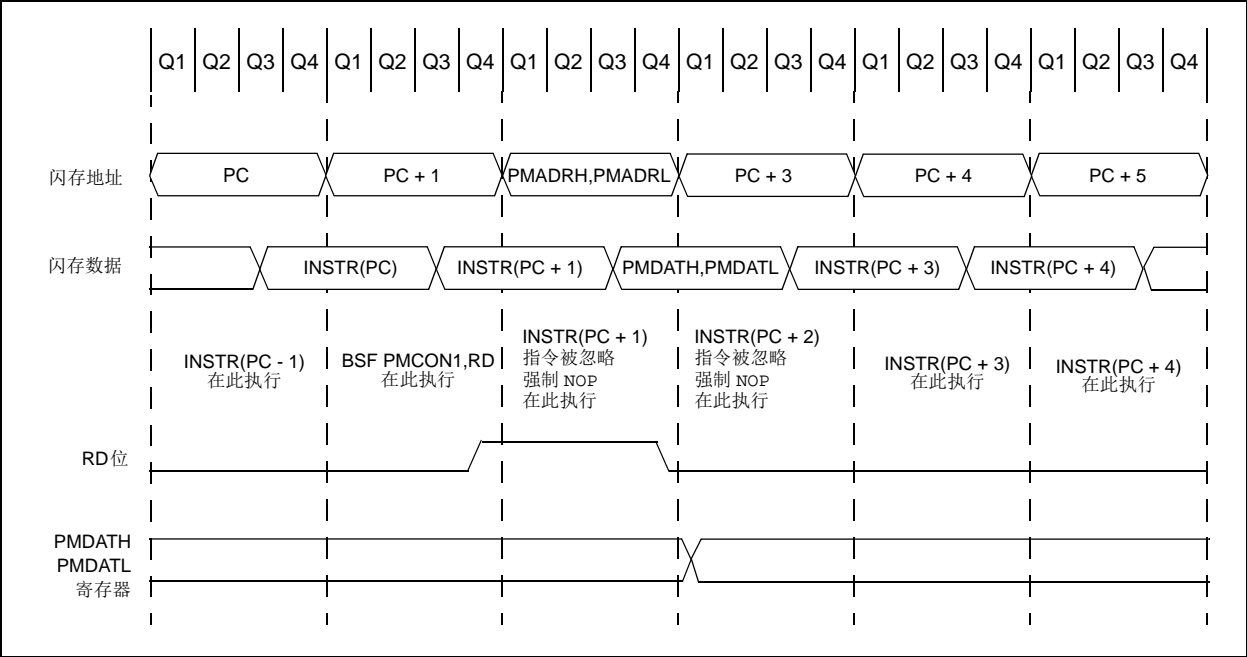 Q1 Q2 Q3 Q4 Q1 Q2 Q3 Q4 Q1 Q2 Q3 Q4 Q1 Q2 Q3 Q4 Q1 Q2 Q3 Q4 Q1 Q2 Q3 Q4
闪存地址 PC PC + 1 PMADRH,PMADRL PC + 3 PC + 4 PC + 5
闪存数据 INSTR(PC) INSTR(PC + 1) PMDATH,PMDATL INSTR(PC + 3) INSTR(PC + 4)
INSTR(PC - 1)
在此执行
BSF PMCON1,RD
在此执行
INSTR(PC + 1)
指令被忽略
强制 NOP
在此执行
INSTR(PC + 2)
指令被忽略
强制 NOP
在此执行
INSTR(PC + 3)
在此执行
INSTR(PC + 4)
在此执行
RD位
PMDATH
PMDATL
寄存器